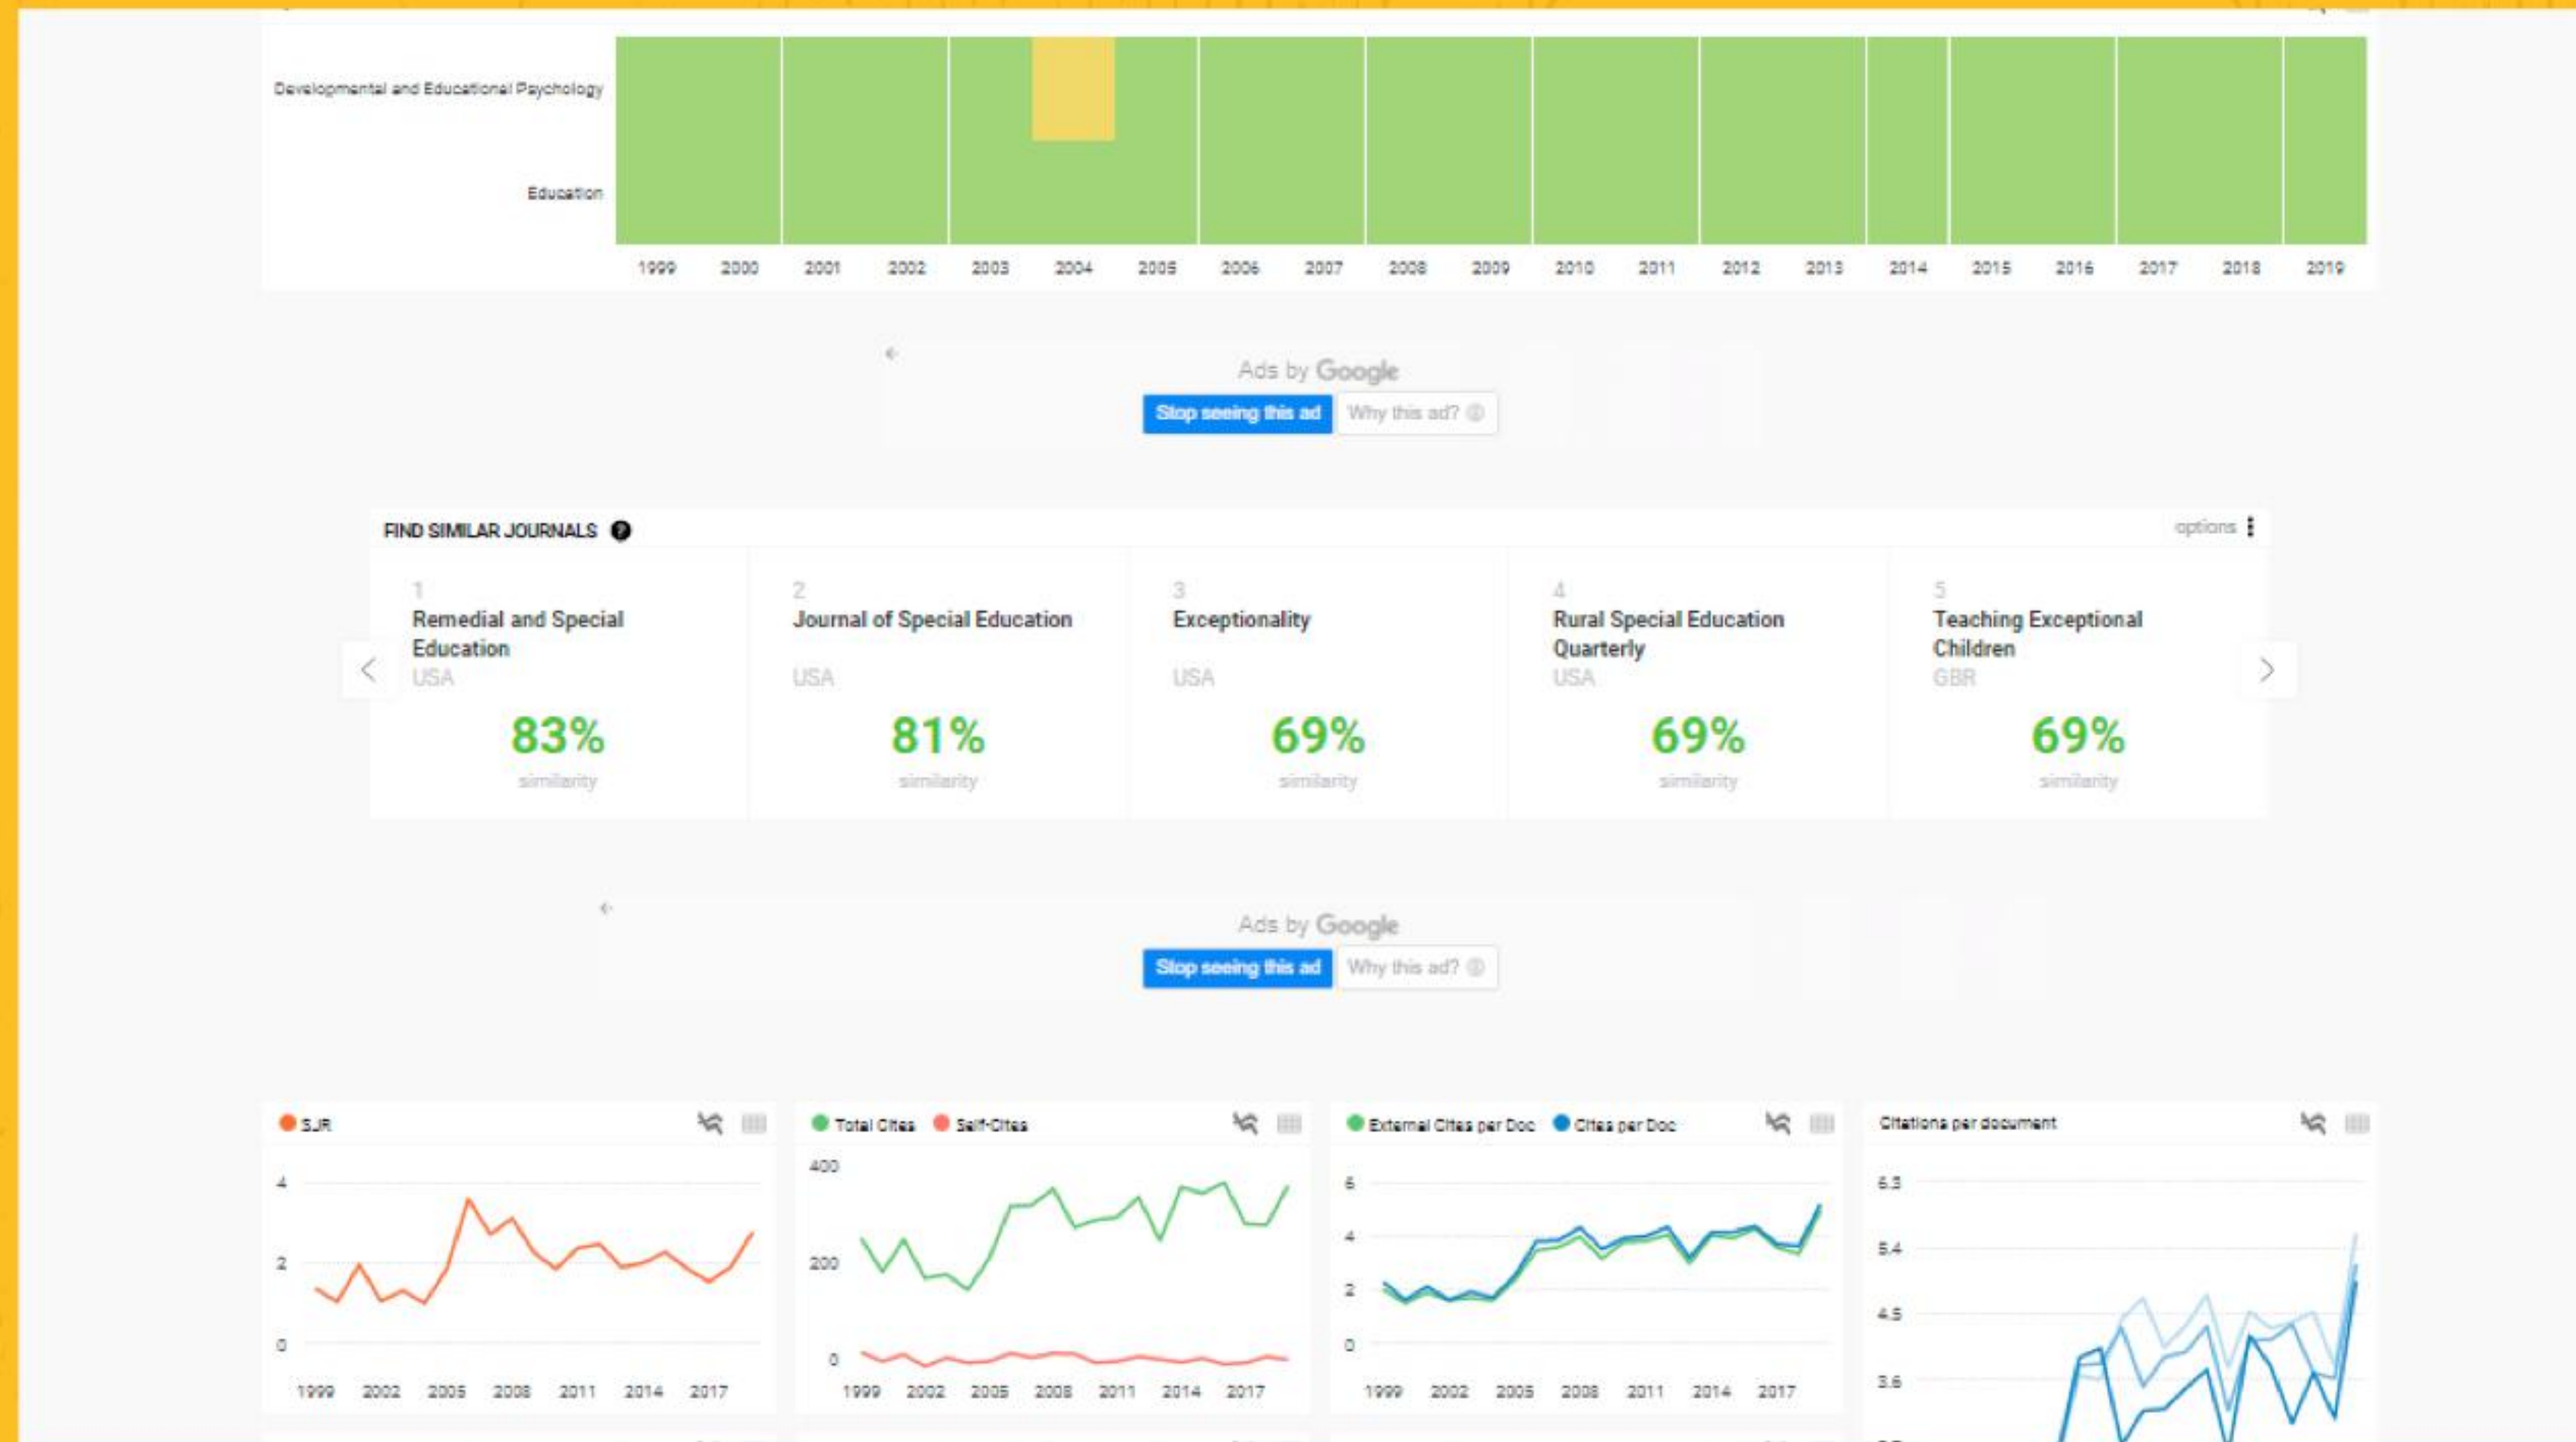 Developmental and Educational Psychology
Education
1999 2000 2001 2002 2003 2004 2005 2006 2007 2008 2009 2010 2011 2012 2013 2014 2015 2016 2017 2018 2019
Ads by Google
Stop seeing this ad Why this ad?
FIND SIMILAR JOURNALS ?
options
1
Remedial and Special
Education
USA
83%
similarity
2
Journal of Special Education
USA
81%
similarity
3
Exceptionality
USA
69%
similarity
4
Rural Special Education
Quarterly
USA
69%
similarity
5
Teaching Exceptional
Children
GBR
69%
similarity
Ads by Google
Stop seeing this ad Why this ad?
SJR
4
2
0
1999 2002 2005 2008 2011 2014 2017
Total Cites Self-Cites
400
200
0
1999 2002 2005 2008 2011 2014 2017
External Cites per Doc Cites per Doc
6
4
2
0
1999 2002 2005 2008 2011 2014 2017
Citations per document
6.3
5.4
4.5
3.6